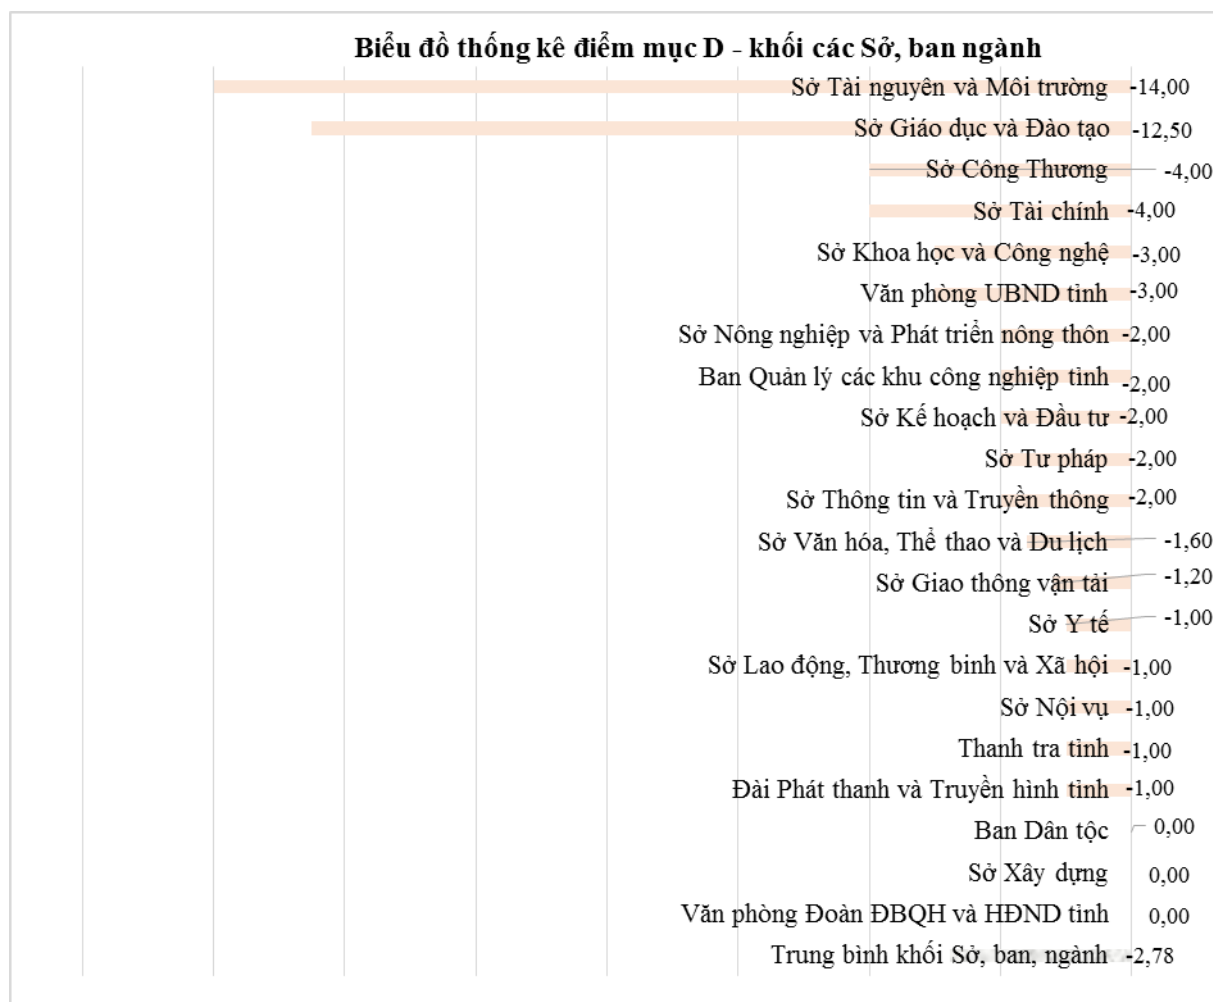 Biểu đồ thống kê điểm mục D - khối các Sở, ban ngành
Sở Tài nguyên và Môi trường -14,00
Sở Giáo dục và Đào tạo -12,50
Sở Công Thương -4,00
Sở Tài chính -4,00
Sở Khoa học và Công nghệ -3,00
Văn phòng UBND tỉnh -3,00
Sở Nông nghiệp và Phát triển nông thôn -2,00
Ban Quản lý các khu công nghiệp tỉnh -2,00
Sở Kế hoạch và Đầu tư -2,00
Sở Tư pháp -2,00
Sở Thông tin và Truyền thông -2,00
Sở Văn hóa, Thể thao và Du lịch -1,60
Sở Giao thông vận tải -1,20
Sở Y tế -1,00
Sở Lao động, Thương binh và Xã hội -1,00
Sở Nội vụ -1,00
Thanh tra tỉnh -1,00
Đài Phát thanh và Truyền hình tỉnh -1,00
Ban Dân tộc 0,00
Sở Xây dựng 0,00
Văn phòng Đoàn ĐBQH và HĐND tỉnh 0,00
Trung bình khối Sở, ban, ngành -2,78